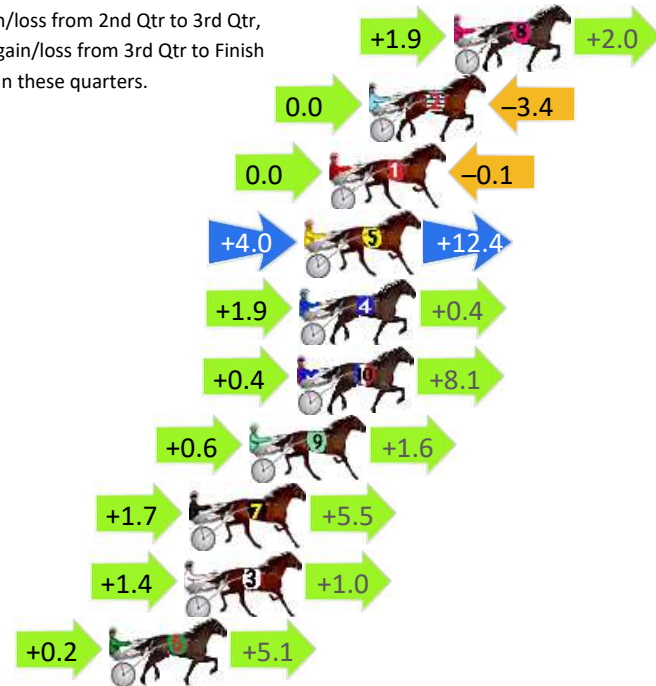 n/loss from 2nd Qtr to 3rd Qtr,
gain/loss from 3rd Qtr to Finish
in these quarters.
+1.9 8 +2.0
0.0 2 –3.4
0.0 1 –0.1
+4.0 5 +12.4
+1.9 4 +0.4
+0.4 10 +8.1
+0.6 9 +1.6
+1.7 7 +5.5
+1.4 3 +1.0
+0.2 6 +5.1